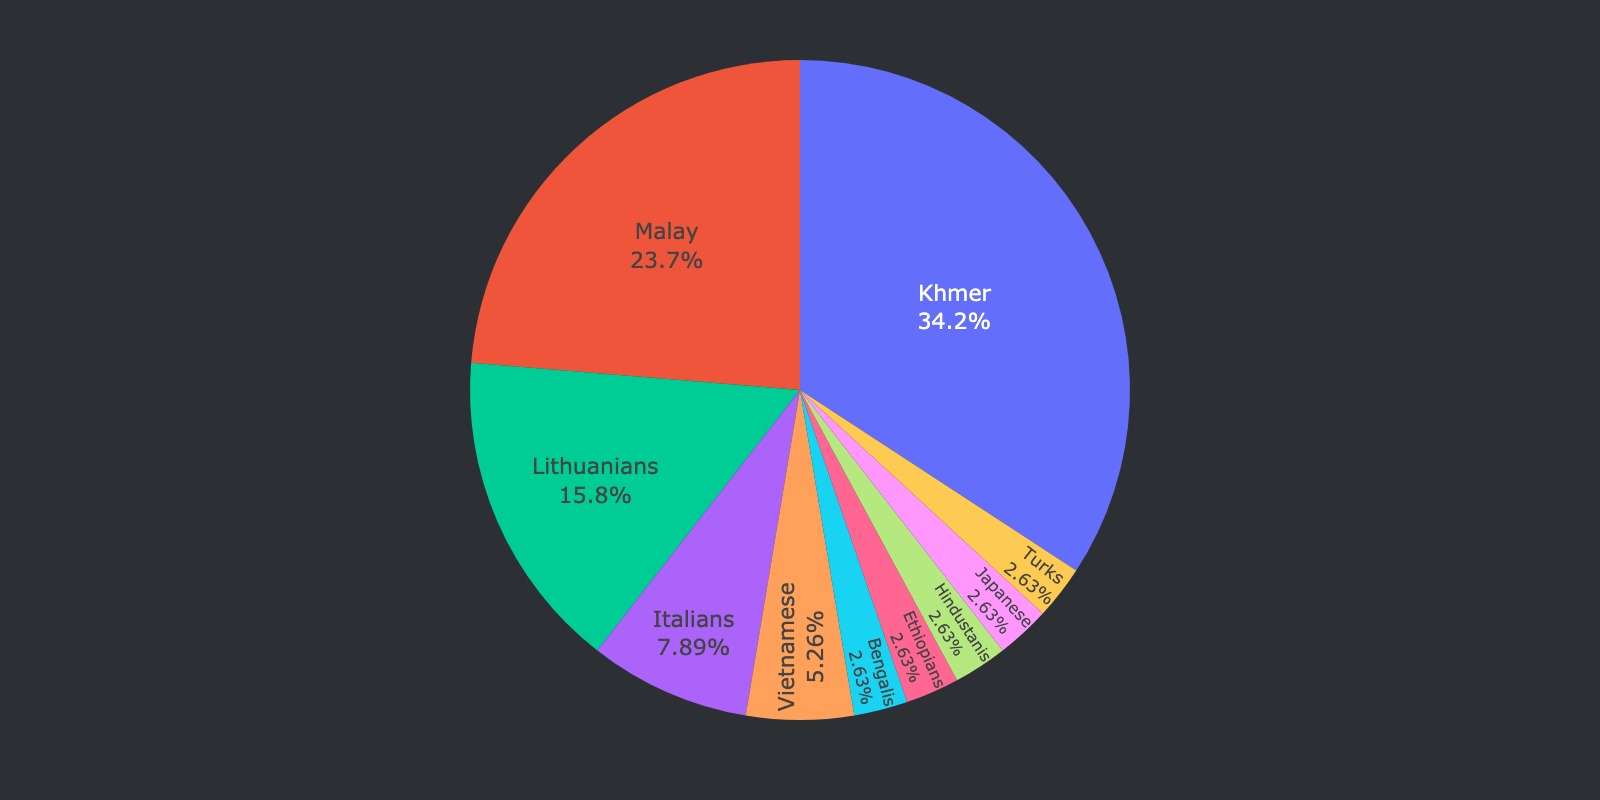 Khmer
34.2%
Malay
23.7%
Lithuanians
15.8%
Italians
7.89%
Vietnamese
5.26%
Bengalis
2.63%
Ethiopians
2.63%
Hindustanis
2.63%
Japanese
2.63%
Turks
2.63%